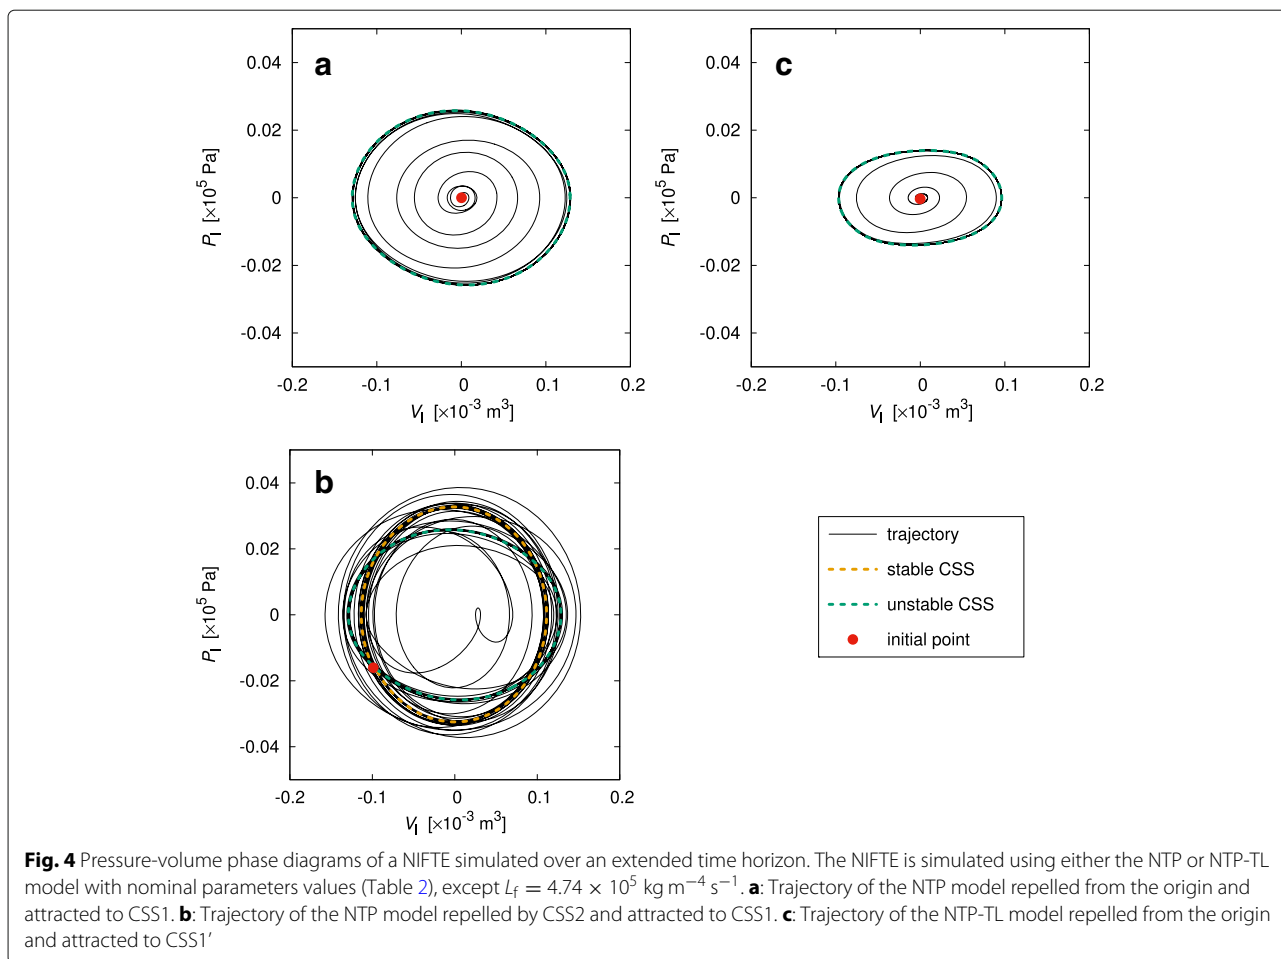 a
0.04
0.02
0
-0.02
-0.04
P_l [×10^5 Pa]
-0.2 -0.1 0 0.1 0.2
V_l [×10^-3 m^3]
c
0.04
0.02
0
-0.02
-0.04
P_l [×10^5 Pa]
-0.2 -0.1 0 0.1 0.2
V_l [×10^-3 m^3]
b
0.04
0.02
0
-0.02
-0.04
P_l [×10^5 Pa]
-0.2 -0.1 0 0.1 0.2
V_l [×10^-3 m^3]
trajectory
stable CSS
unstable CSS
initial point
Fig. 4 Pressure-volume phase diagrams of a NIFTE simulated over an extended time horizon. The NIFTE is simulated using either the NTP or NTP-TL
model with nominal parameters values (Table 2), except L_f = 4.74 × 10^5 kg m^−4 s^−1. a: Trajectory of the NTP model repelled from the origin and
attracted to CSS1. b: Trajectory of the NTP model repelled by CSS2 and attracted to CSS1. c: Trajectory of the NTP-TL model repelled from the origin
and attracted to CSS1′